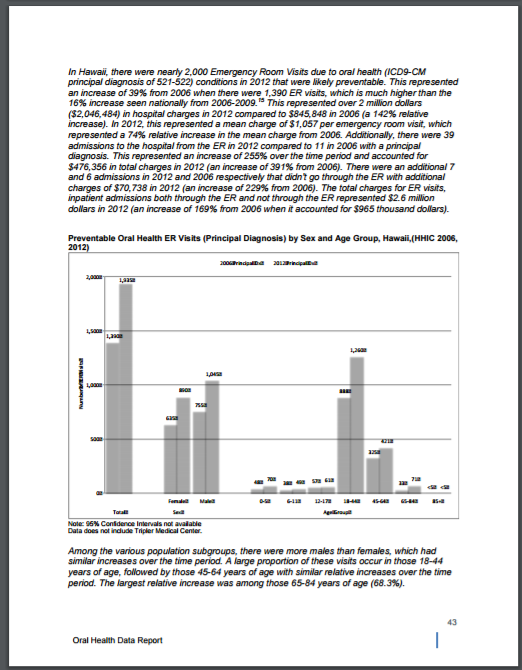 In Hawaii, there were nearly 2,000 Emergency Room Visits due to oral health (ICD9-CM
principal diagnosis of 521-522) conditions in 2012 that were likely preventable. This represented
an increase of 39% from 2006 when there were 1,390 ER visits, which is much higher than the
16% increase seen nationally from 2006-2009.15 This represented over 2 million dollars
($2,046,484) in hospital charges in 2012 compared to $845,848 in 2006 (a 142% relative
increase). In 2012, this represented a mean charge of $1,057 per emergency room visit, which
represented a 74% relative increase in the mean charge from 2006. Additionally, there were 39
admissions to the hospital from the ER in 2012 compared to 11 in 2006 with a principal
diagnosis. This represented an increase of 255% over the time period and accounted for
$476,356 in total charges in 2012 (an increase of 391% from 2006). There were an additional 7
and 6 admissions in 2012 and 2006 respectively that didn't go through the ER with additional
charges of $70,738 in 2012 (an increase of 229% from 2006). The total charges for ER visits,
inpatient admissions both through the ER and not through the ER represented $2.6 million
dollars in 2012 (an increase of 169% from 2006 when it accounted for $965 thousand dollars).
Preventable Oral Health ER Visits (Principal Diagnosis) by Sex and Age Group, Hawaii,(HHIC 2006,
2012)
2006 Principal Dx 2012 Principal Dx
2,000
1,935
1,500
1,390
1,260
1,045
1,000
890
888
755
635
500
421
325
48 70 38 49 57 61 33 71 <5 <5
0
Female Male 0-5 6-11 12-17 18-44 45-64 65-84 85+
Total Sex Age Group
Note: 95% Confidence Intervals not available
Data does not include Tripler Medical Center.
Among the various population subgroups, there were more males than females, which had
similar increases over the time period. A large proportion of these visits occur in those 18-44
years of age, followed by those 45-64 years of age with similar relative increases over the time
period. The largest relative increase was among those 65-84 years of age (68.3%).
43
Oral Health Data Report